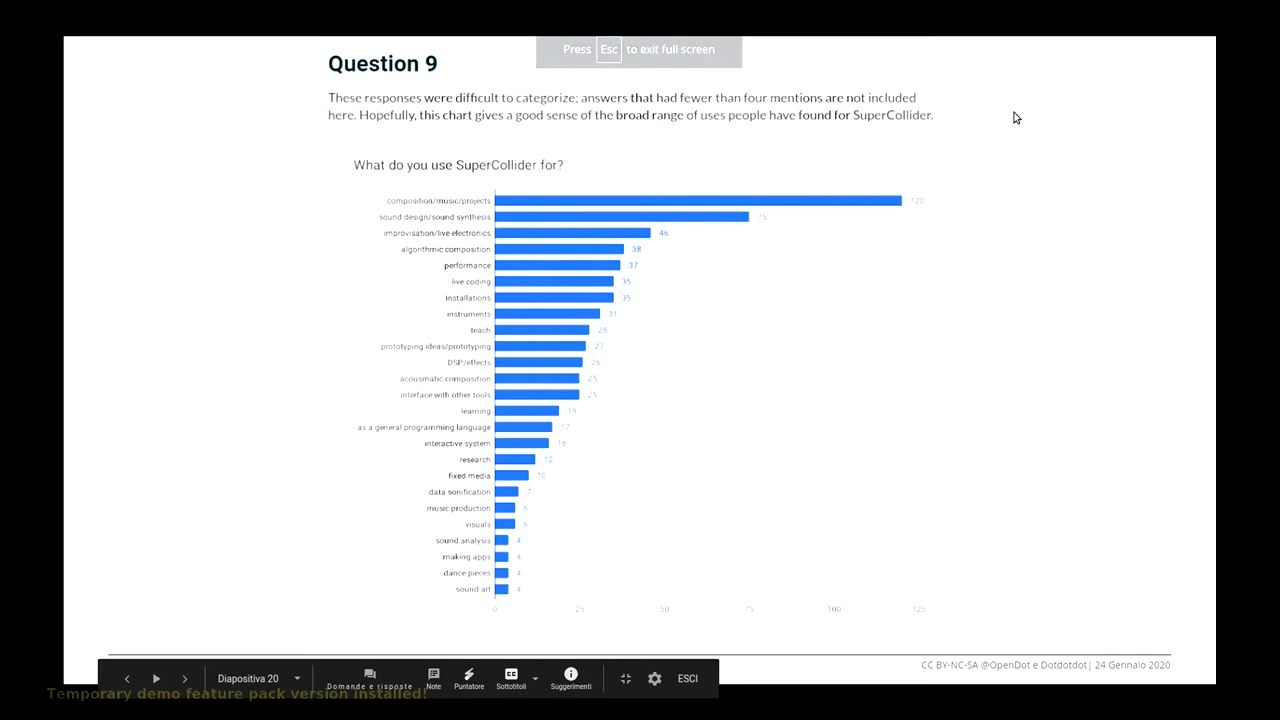 Press Esc to exit full screen
Question 9
These responses were difficult to categorize; answers that had fewer than four mentions are not included
here. Hopefully, this chart gives a good sense of the broad range of uses people have found for SuperCollider.
What do you use SuperCollider for?
composition/music/projects 120
sound design/sound synthesis 75
improvisation/live electronics 46
algorithmic composition 38
performance 37
live coding 35
installations 35
instruments 31
teach 28
prototyping ideas/prototyping 27
DSP/effects 26
acousmatic composition 25
interface with other tools 25
learning 19
as a general programming language 17
interactive system 16
research 12
fixed media 10
data sonification 7
music production 6
visuals 6
sound analysis 4
making apps 4
dance pieces 4
sound art 4
0 25 50 75 100 125
CC BY-NC-SA @OpenDot e Dotdotdot| 24 Gennaio 2020
Diapositiva 20 Domande e risposte Note Puntatore Sottotitoli Suggerimenti ESCI
Temporary demo feature pack version installed!